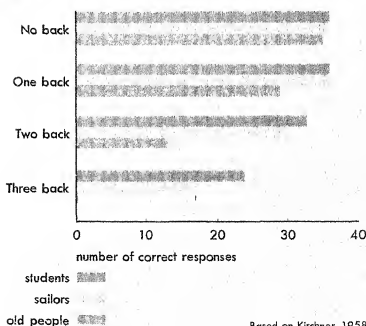 No back
One back
Two back
Three back
0 10 20 30 40
number of correct responses
students
sailors
old people
Based on Kirchner, 1958